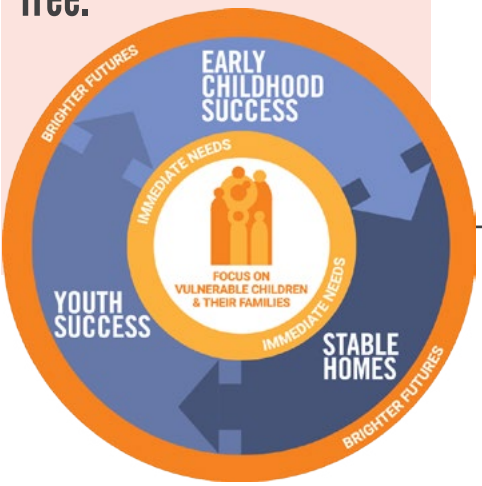 free.
BRIGHTER FUTURES
EARLY
CHILDHOOD
SUCCESS
IMMEDIATE NEEDS
FOCUS ON
VULNERABLE CHILDREN
& THEIR FAMILIES
IMMEDIATE NEEDS
YOUTH
SUCCESS
STABLE
HOMES
BRIGHTER FUTURES